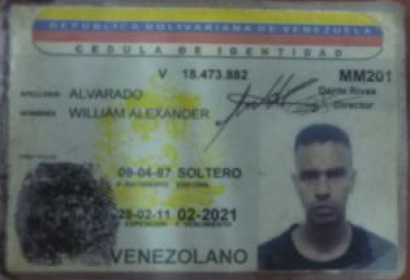 REPUBLICA BOLIVARIANA DE VENEZUELA
CEDULA DE IDENTIDAD
V 18.473.882 MM201
Dante Rivas
Director
APELLIDOS ALVARADO
NOMBRES WILLIAM ALEXANDER
09-04-87 SOLTERO
F. NACIMIENTO EDO CIVIL
28-02-11 02-2021
F. EXPEDICION F. VENCIMIENTO
VENEZOLANO